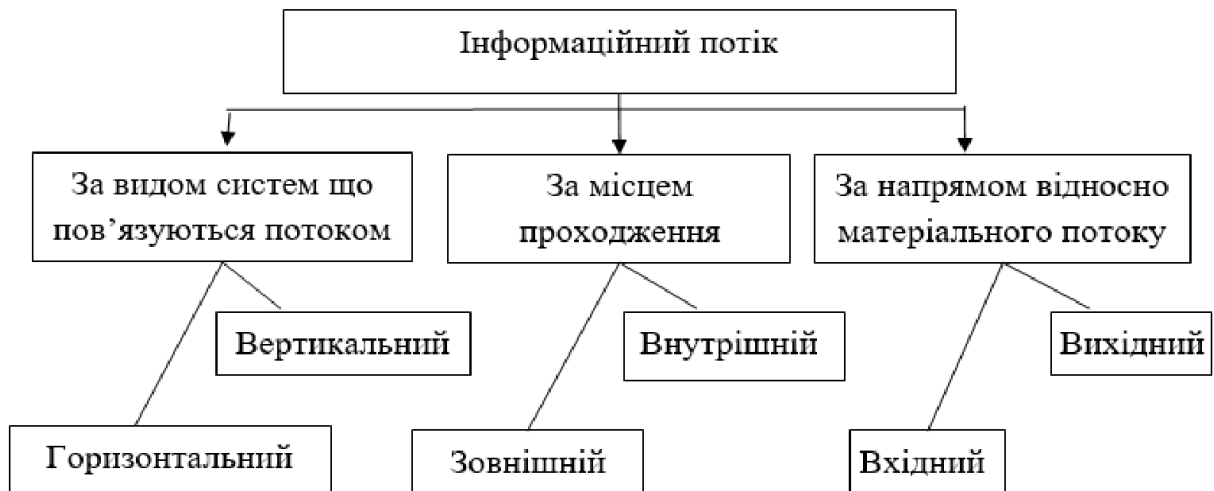 Інформаційний потік
За видом систем що
пов’язуються потоком
За місцем
проходження
За напрямом відносно
матеріального потоку
Вертикальний
Внутрішній
Вихідний
Горизонтальний
Зовнішній
Вхідний